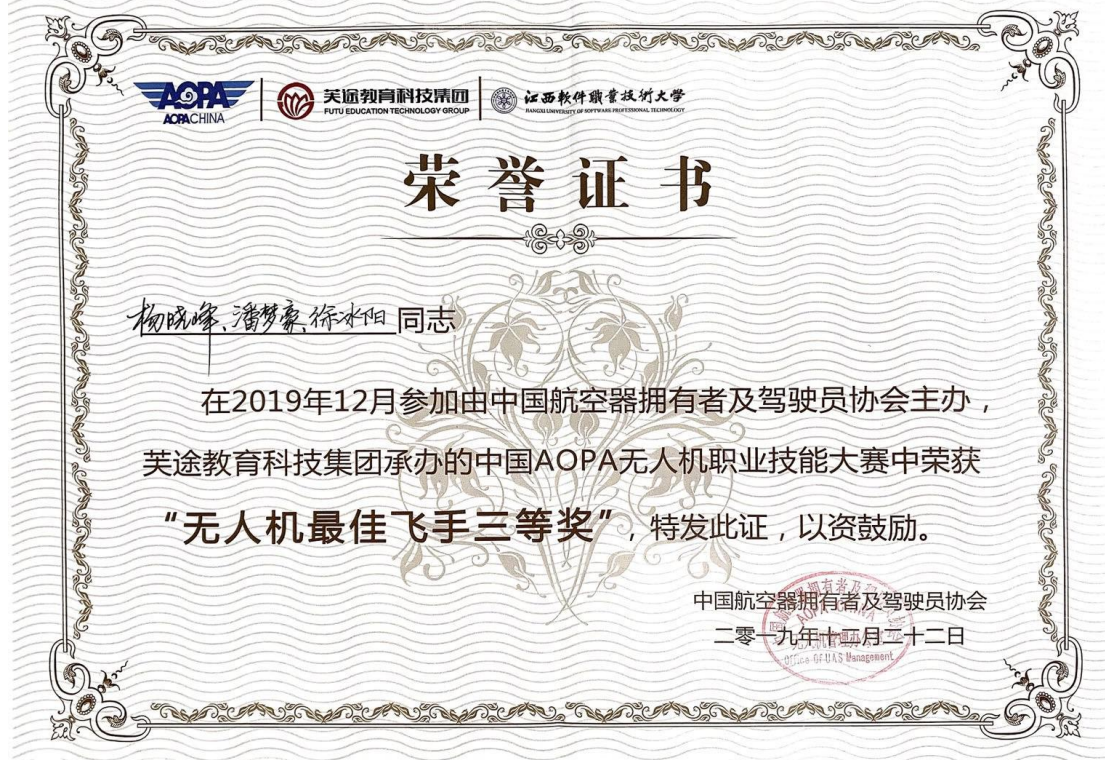 AOPA
AOPA CHINA
芙途教育科技集团
FUTU EDUCATION TECHNOLOGY GROUP
江西软件职业技术大学
荣誉证书
杨晓峰、潘梦豪、徐冰阳同志
在2019年12月参加由中国航空器拥有者及驾驶员协会主办，
芙途教育科技集团承办的中国AOPA无人机职业技能大赛中荣获
“无人机最佳飞手三等奖”，特发此证，以资鼓励。
中国航空器拥有者及驾驶员协会
二零一九年十二月二十二日
AOPA CHINA
Office of UAS Management